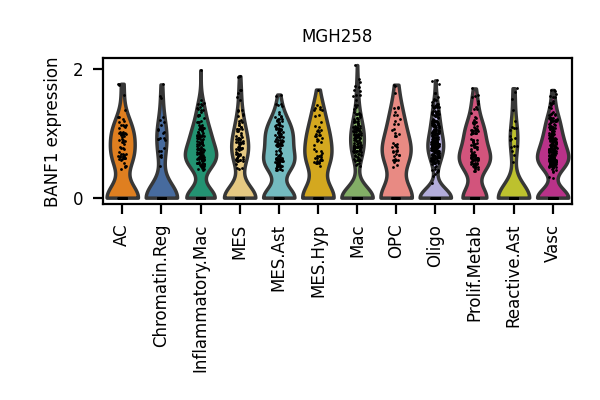 MGH258
BANF1 expression
2
0
AC
Chromatin.Reg
Inflammatory.Mac
MES
MES.Ast
MES.Hyp
Mac
OPC
Oligo
Prolif.Metab
Reactive.Ast
Vasc